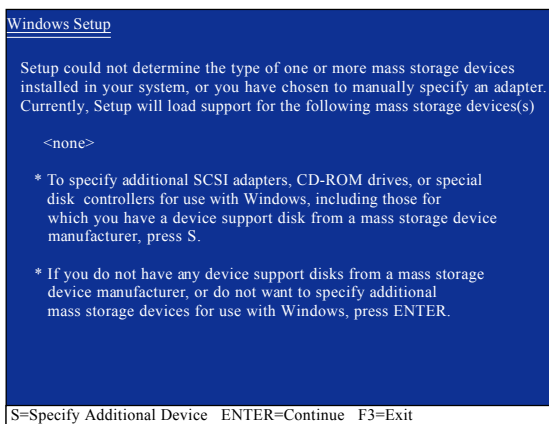 Windows Setup
Setup could not determine the type of one or more mass storage devices
installed in your system, or you have chosen to manually specify an adapter.
Currently, Setup will load support for the following mass storage devices(s)
<none>
* To specify additional SCSI adapters, CD-ROM drives, or special
disk controllers for use with Windows, including those for
which you have a device support disk from a mass storage device
manufacturer, press S.
* If you do not have any device support disks from a mass storage
device manufacturer, or do not want to specify additional
mass storage devices for use with Windows, press ENTER.
S=Specify Additional Device ENTER=Continue F3=Exit